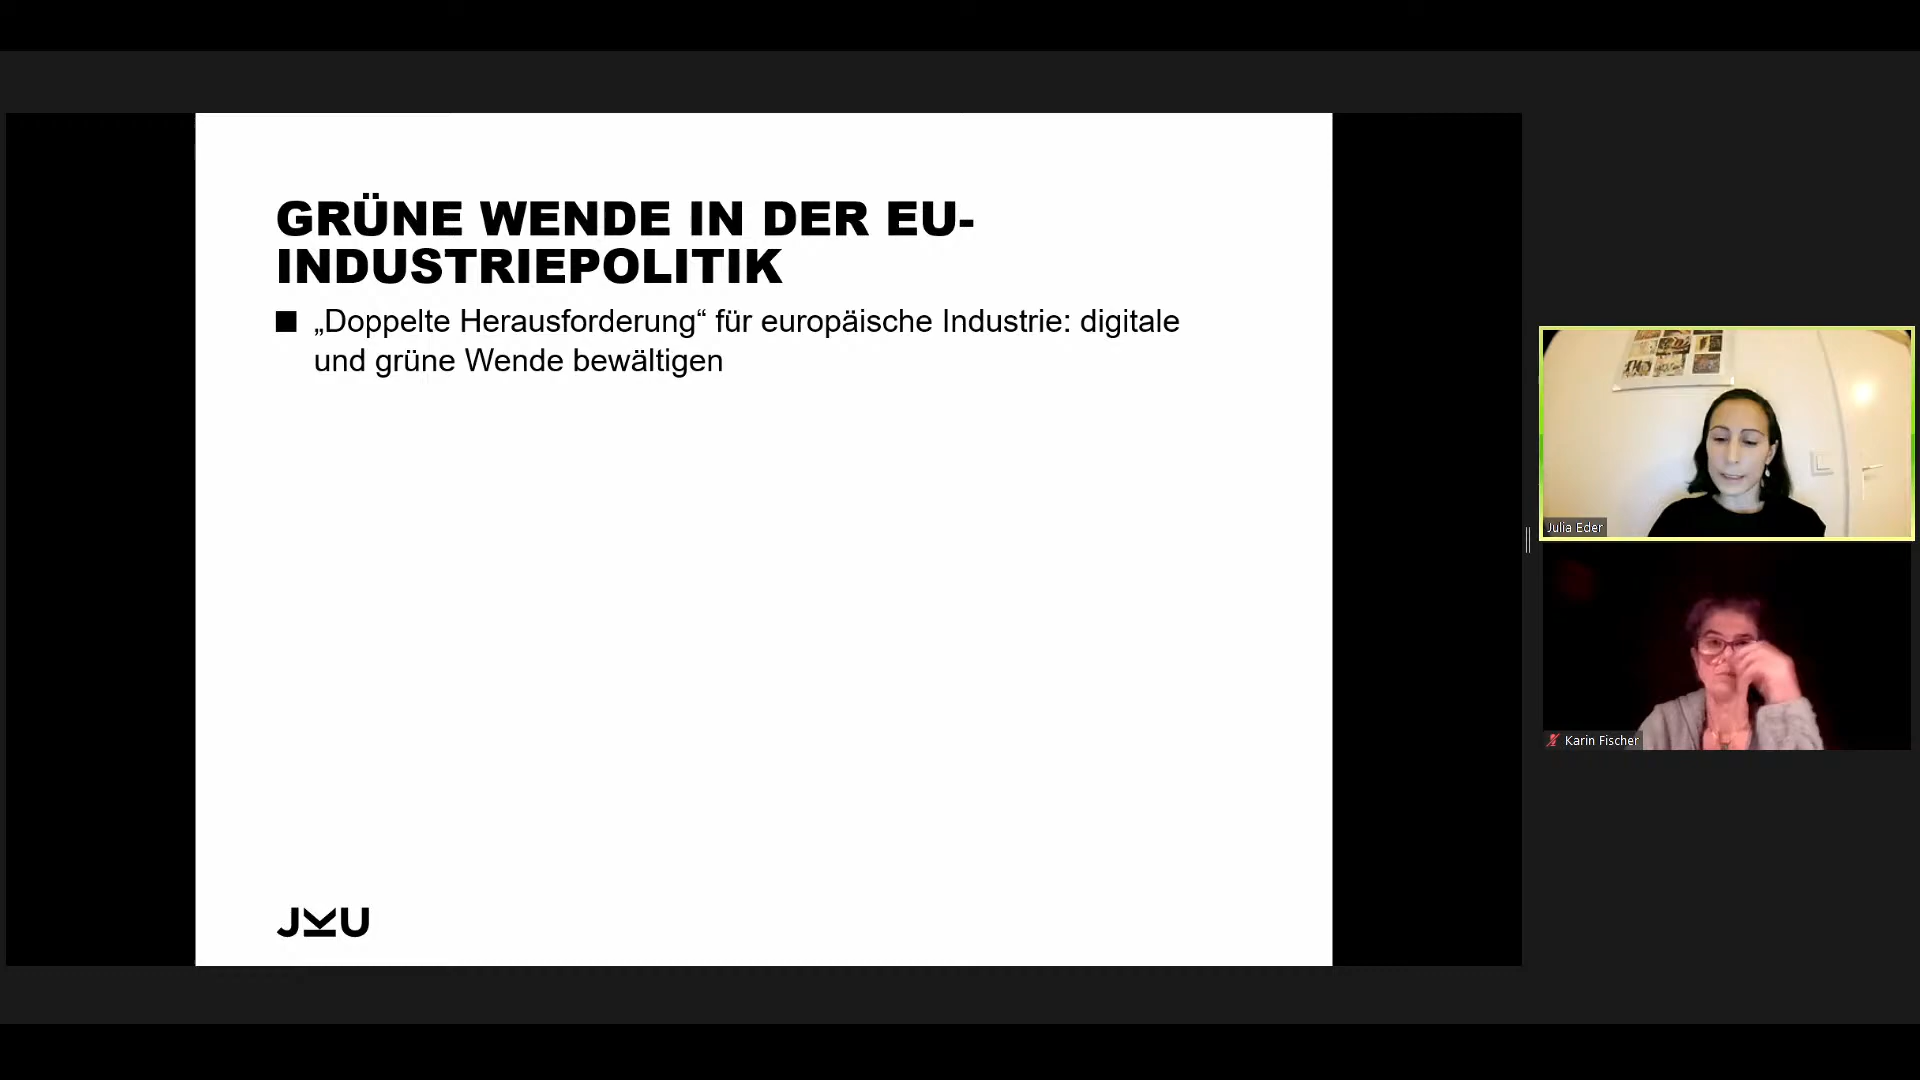 GRÜNE WENDE IN DER EU-
INDUSTRIEPOLITIK
■ „Doppelte Herausforderung“ für europäische Industrie: digitale
und grüne Wende bewältigen
JKU
Julia Eder
Karin Fischer